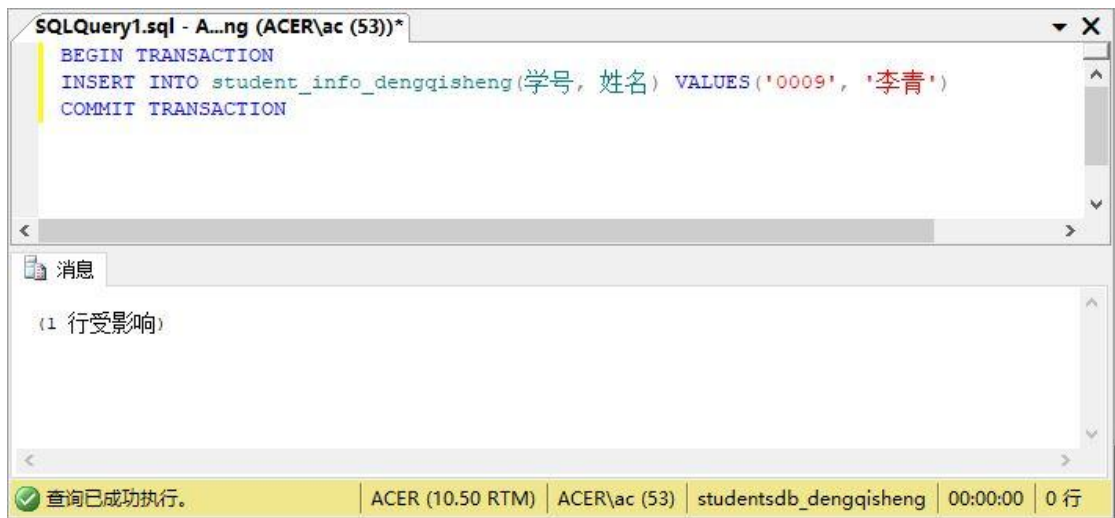 SQLQuery1.sql - A...ng (ACER\ac (53))*
BEGIN TRANSACTION
INSERT INTO student_info_dengqisheng(学号, 姓名) VALUES('0009', '李青')
COMMIT TRANSACTION
消息
(1 行受影响)
查询已成功执行。 ACER (10.50 RTM) ACER\ac (53) studentsdb_dengqisheng 00:00:00 0 行